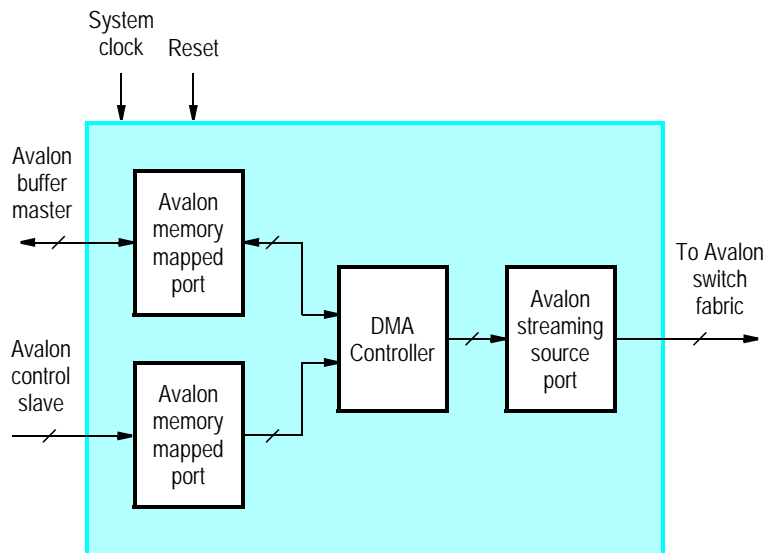 System
clock
Reset
Avalon
buffer
master
Avalon
memory
mapped
port
To Avalon
switch
fabric
DMA
Controller
Avalon
streaming
source
port
Avalon
control
slave
Avalon
memory
mapped
port